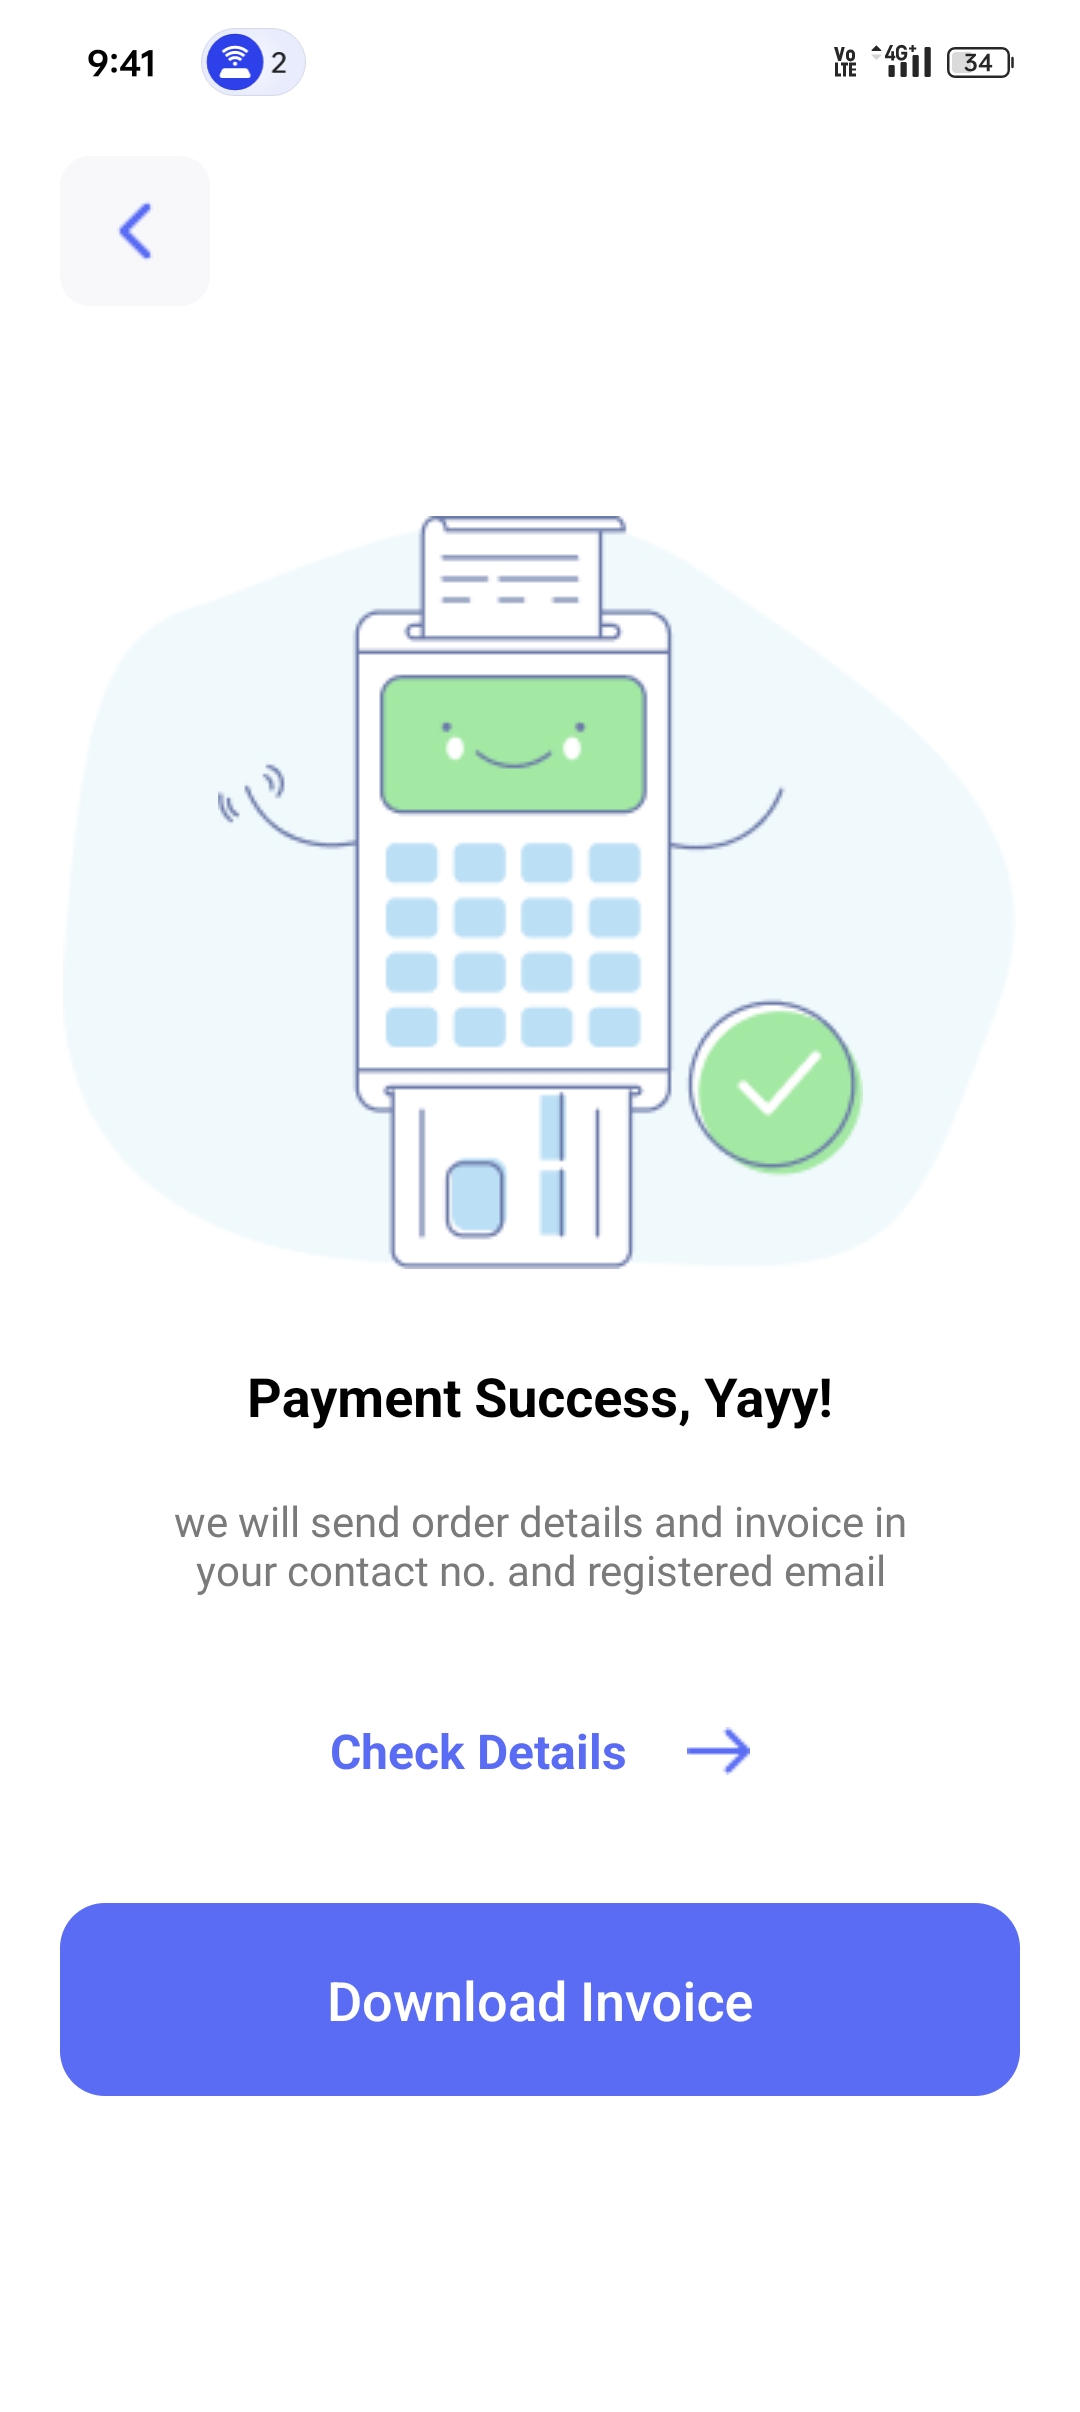 9:41
2
Vo
LTE
4G+
34
Payment Success, Yayy!
we will send order details and invoice in
your contact no. and registered email
Check Details
Download Invoice